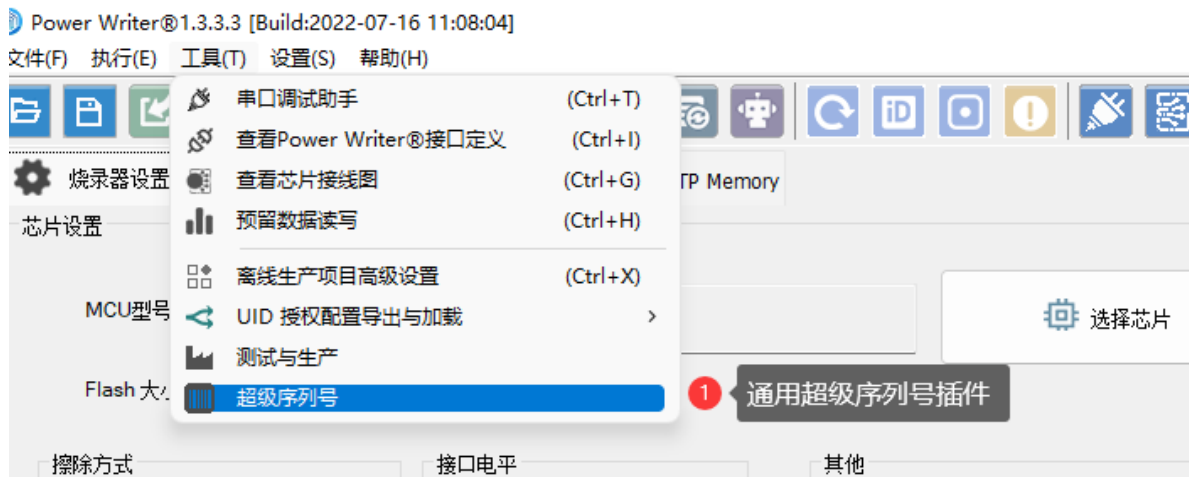 Power Writer®1.3.3.3 [Build:2022-07-16 11:08:04]
文件(F) 执行(E) 工具(T) 设置(S) 帮助(H)
iD
烧录器设置
TP Memory
串口调试助手 (Ctrl+T)
查看Power Writer®接口定义 (Ctrl+I)
查看芯片接线图 (Ctrl+G)
预留数据读写 (Ctrl+H)
离线生产项目高级设置 (Ctrl+X)
UID 授权配置导出与加载
测试与生产
超级序列号
1 通用超级序列号插件
芯片设置
MCU型号
选择芯片
Flash 大
擦除方式 接口电平 其他